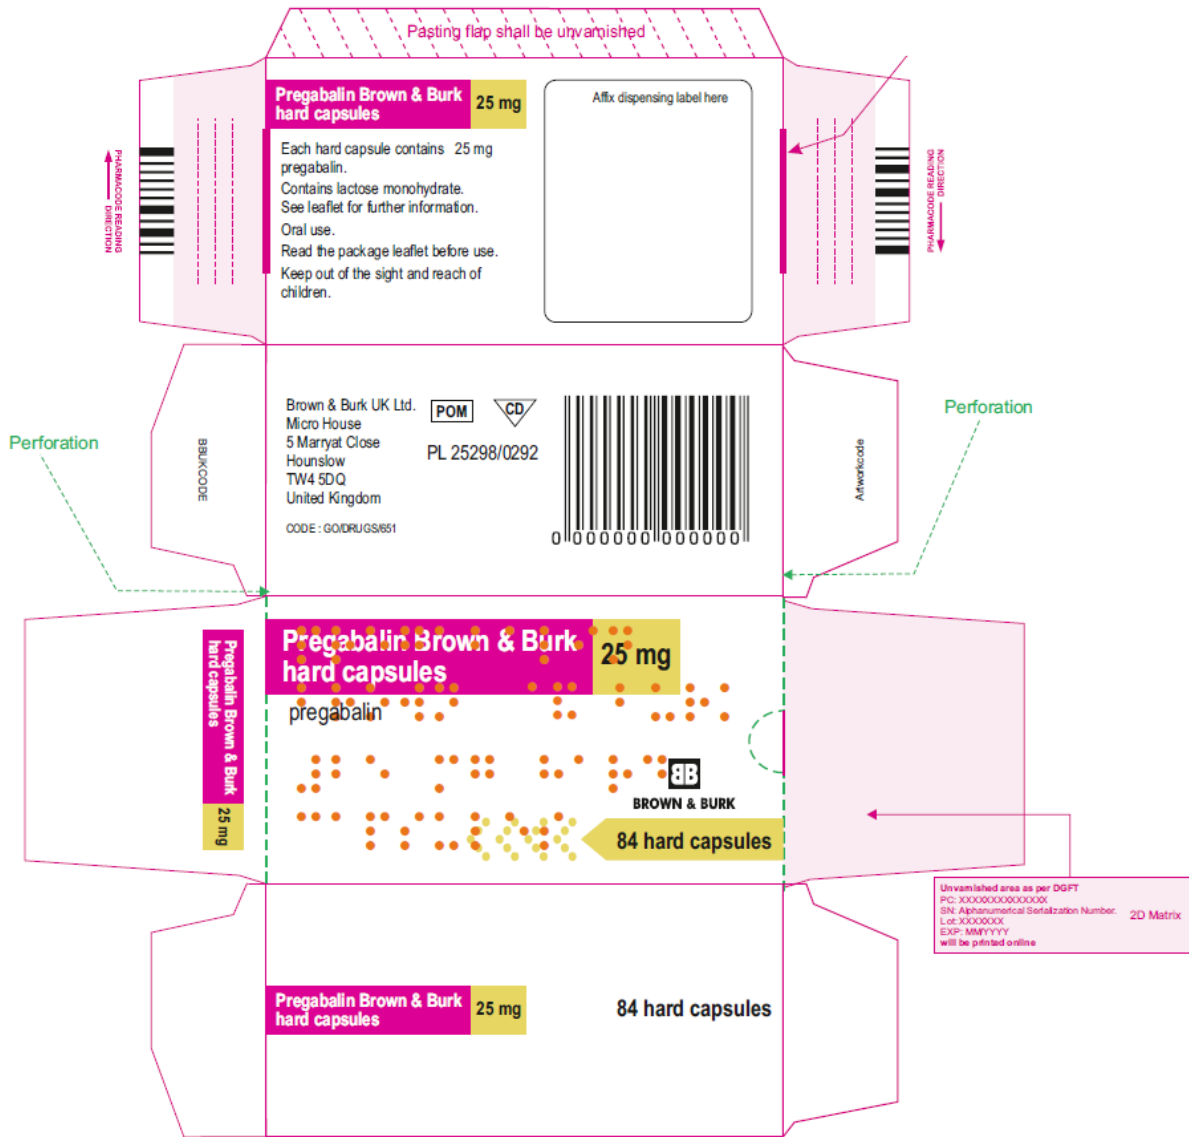 Pasting flap shall be unvarnished
Pregabalin Brown & Burk
hard capsules
25 mg
Affix dispensing label here
Each hard capsule contains 25 mg
pregabalin.
Contains lactose monohydrate.
See leaflet for further information.
Oral use.
Read the package leaflet before use.
Keep out of the sight and reach of
children.
PHARMACODE READING
DIRECTION
PHARMACODE READING
DIRECTION
Brown & Burk UK Ltd.
Micro House
5 Marryat Close
Hounslow
TW4 5DQ
United Kingdom
CODE : GO/DRUGS/651
POM
CD
PL 25298/0292
0 000000 000000
BBUKCODE
Artworkcode
Perforation
Perforation
Pregabalin Brown & Burk
hard capsules
25 mg
Pregabalin Brown & Burk
hard capsules
25 mg
pregabalin
BB
BROWN & BURK
84 hard capsules
Unvarnished area as per DGFT
PC: XXXXXXXXXXXXXX
SN: Alphanumerical Serialization Number.
Lot: XXXXXXX
EXP: MM/YYYY
will be printed online
2D Matrix
Pregabalin Brown & Burk
hard capsules
25 mg
84 hard capsules